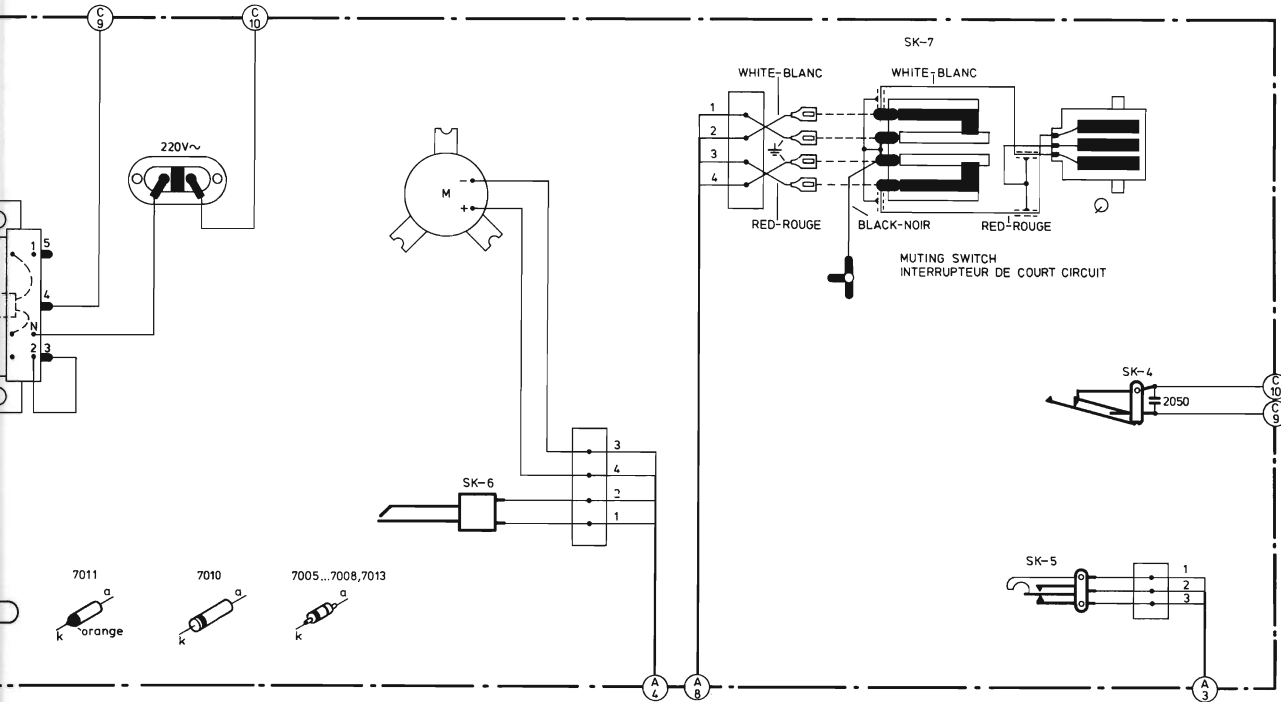 C
9
C
10
SK-7
WHITE-BLANC
WHITE-BLANC
220V~
1
2
3
4
M
-
+
RED-ROUGE
BLACK-NOIR
RED-ROUGE
MUTING SWITCH
INTERRUPTEUR DE COURT CIRCUIT
1 5
4
N
2 3
SK-4
2050
C
10
C
9
3
4
2
1
SK-6
SK-5
1
2
3
7011
a
k
orange
7010
a
k
7005...7008,7013
a
k
A
4
A
8
A
3